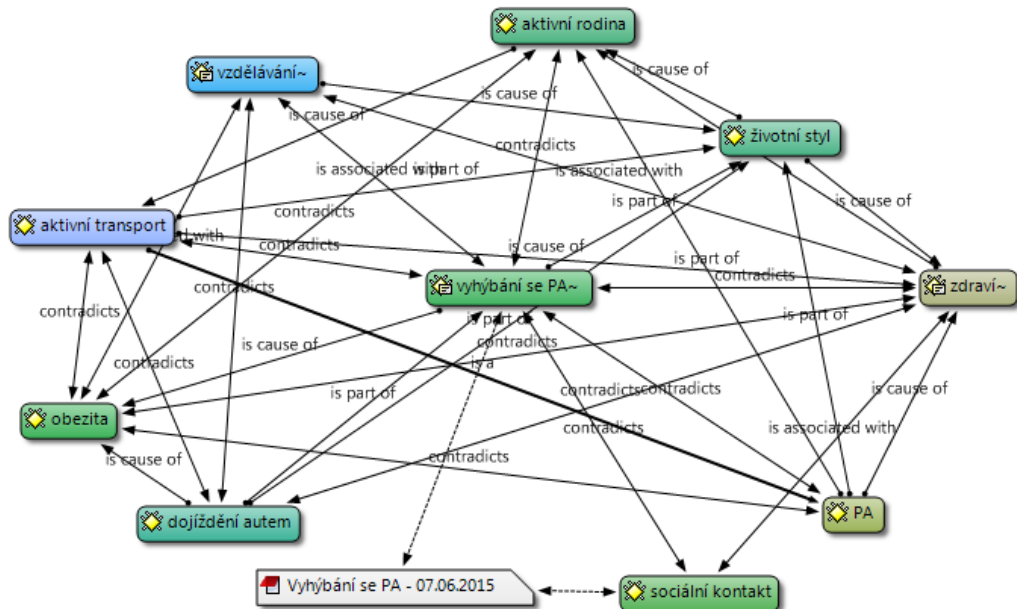 aktivní rodina
vzdělávání~
is cause of
is cause of
životní styl
contradicts
is associated with
is part of
is associated with
contradicts
is part of
is cause of
aktivní transport
d with
contradicts
is cause of
is part of
contradicts
contradicts
vyhýbání se PA~
zdraví~
contradicts
is part of
is part of
contradicts
is cause of
contradicts
is a
is part of
contradicts
contradicts
is cause of
obezita
contradicts
is associated with
is cause of
contradicts
dojíždění autem
PA
Vyhýbání se PA - 07.06.2015
sociální kontakt